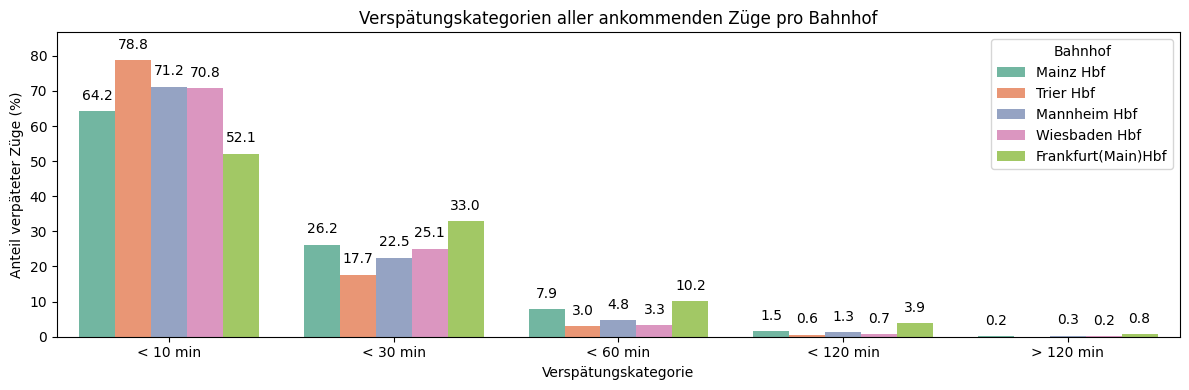 Verspätungskategorien aller ankommenden Züge pro Bahnhof
Anteil verpäteter Züge (%)
80
70
60
50
40
30
20
10
0
64.2
78.8
71.2
70.8
52.1
26.2
17.7
22.5
25.1
33.0
7.9
3.0
4.8
3.3
10.2
1.5
0.6
1.3
0.7
3.9
0.2
0.3
0.2
0.8
Bahnhof
Mainz Hbf
Trier Hbf
Mannheim Hbf
Wiesbaden Hbf
Frankfurt(Main)Hbf
< 10 min
< 30 min
< 60 min
< 120 min
> 120 min
Verspätungskategorie